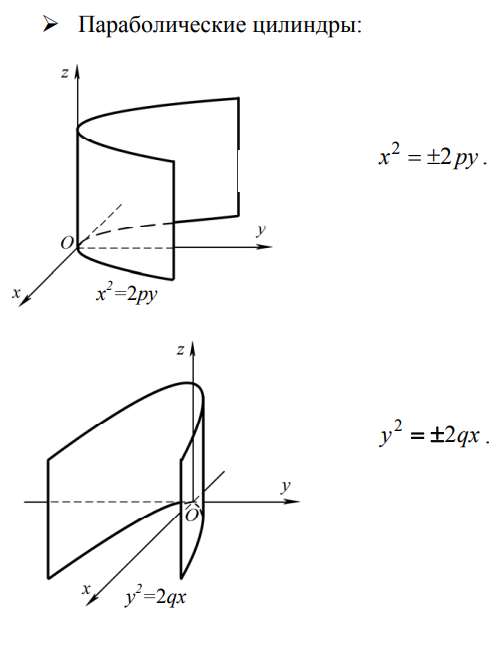 ➢ Параболические цилиндры:
z
x² = ±2py.
O
y
x
x²=2py
z
y² = ±2qx.
y
O
x
y²=2qx